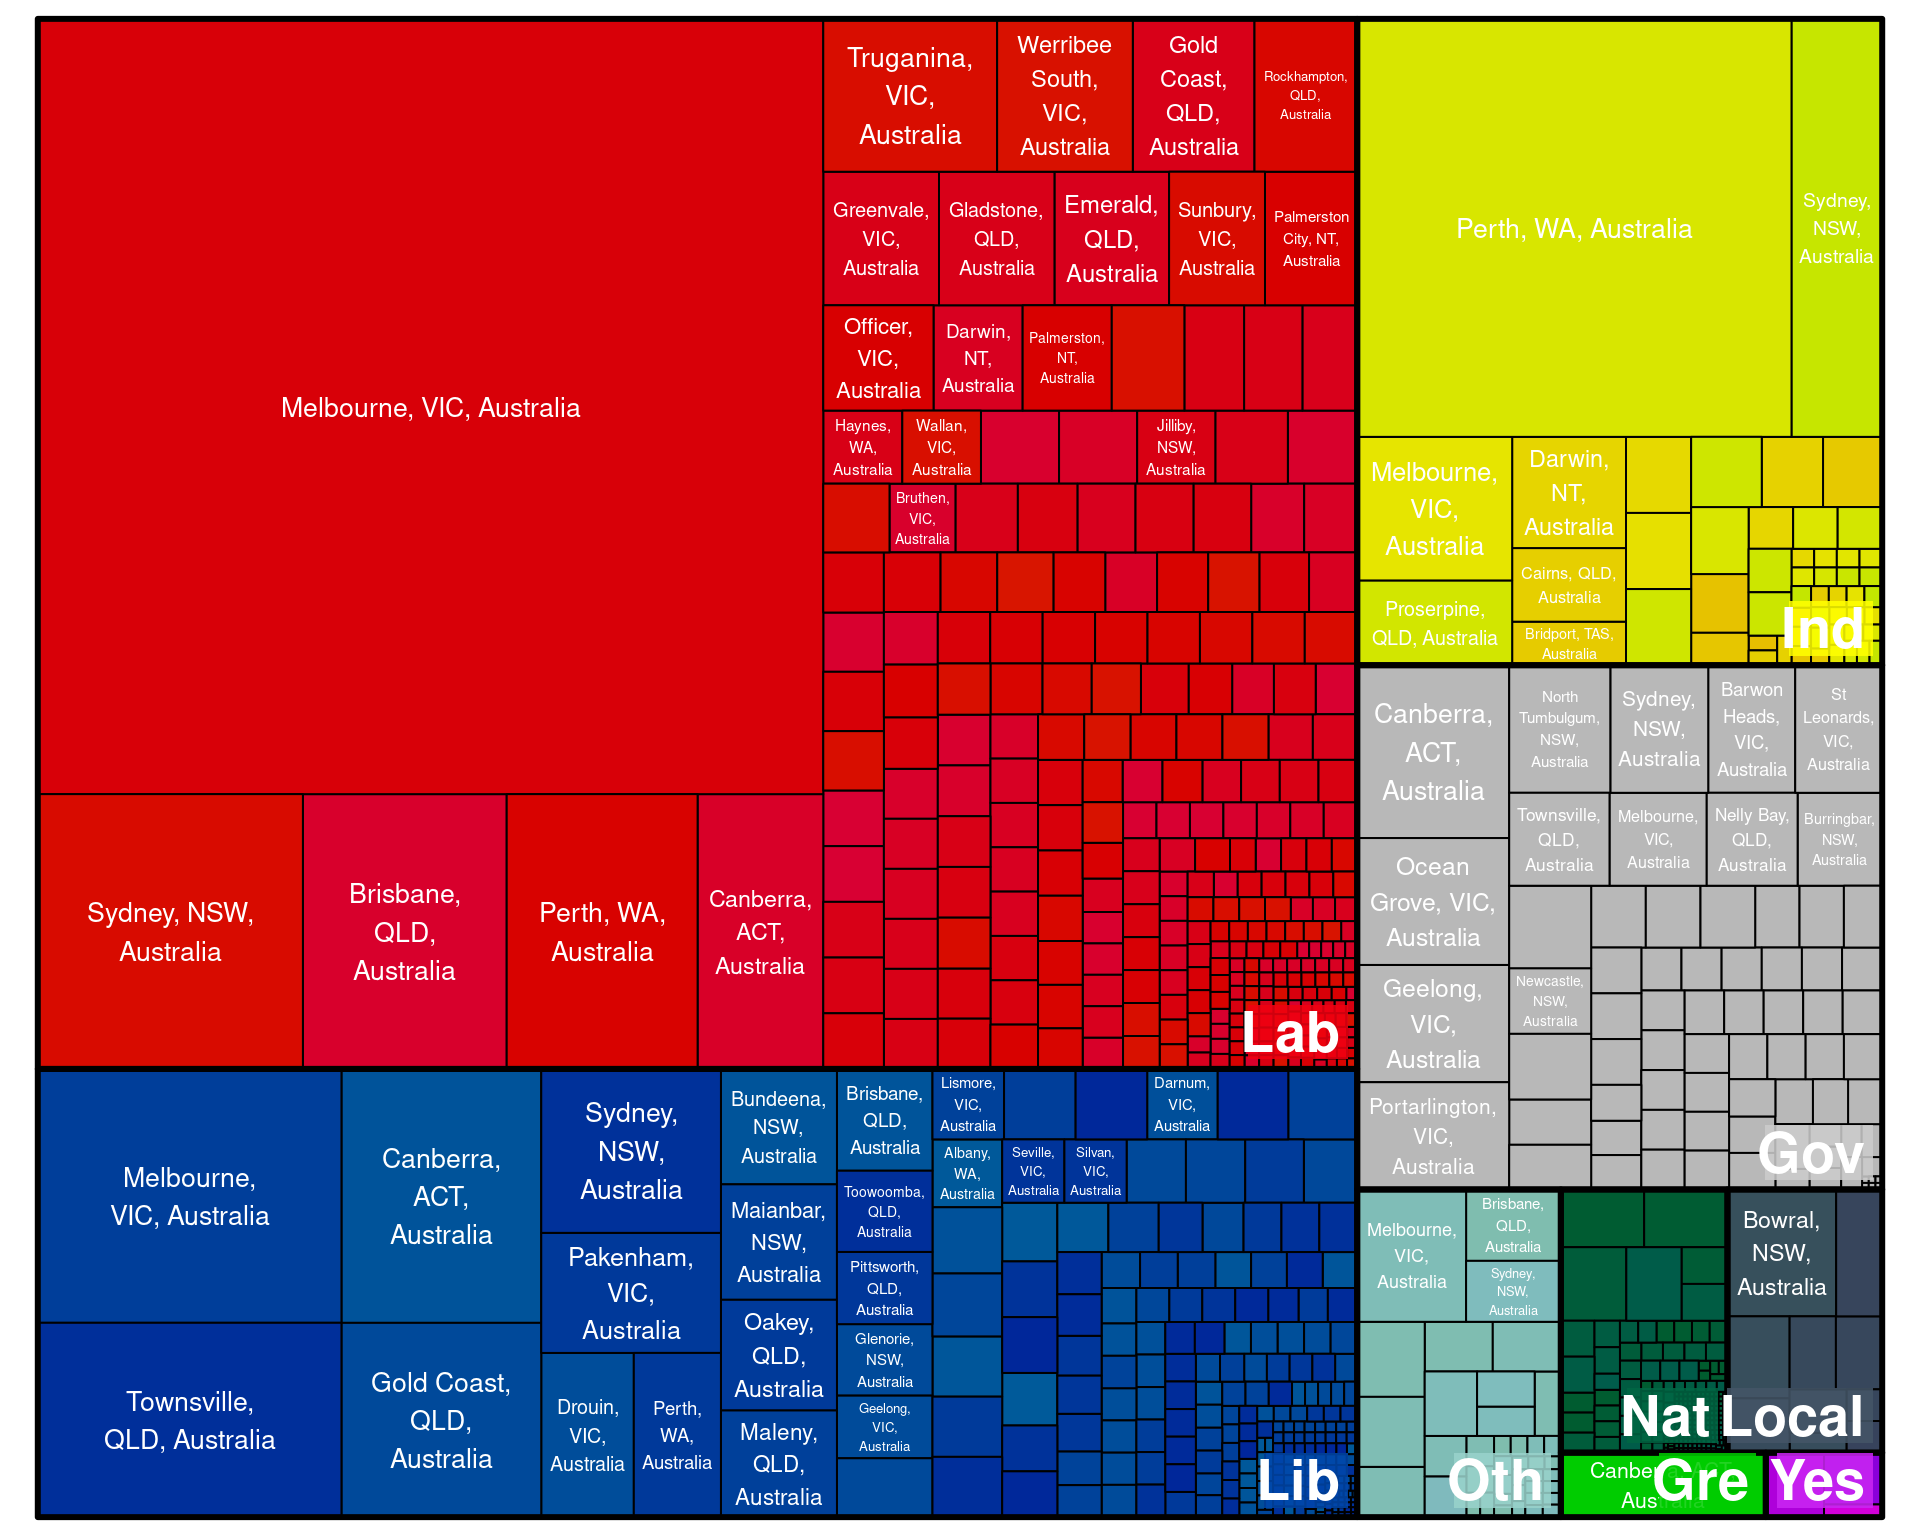 Melbourne, VIC, Australia
Sydney, NSW,
Australia
Brisbane,
QLD,
Australia
Perth, WA,
Australia
Canberra,
ACT,
Australia
Truganina,
VIC,
Australia
Werribee
South,
VIC,
Australia
Gold
Coast,
QLD,
Australia
Rockhampton,
QLD,
Australia
Greenvale,
VIC,
Australia
Gladstone,
QLD,
Australia
Emerald,
QLD,
Australia
Sunbury,
VIC,
Australia
Palmerston
City, NT,
Australia
Officer,
VIC,
Australia
Darwin,
NT,
Australia
Palmerston,
NT,
Australia
Haynes,
WA,
Australia
Wallan,
VIC,
Australia
Jilliby,
NSW,
Australia
Bruthen,
VIC,
Australia
Lab
Melbourne,
VIC, Australia
Townsville,
QLD, Australia
Canberra,
ACT,
Australia
Gold Coast,
QLD,
Australia
Sydney,
NSW,
Australia
Pakenham,
VIC,
Australia
Drouin,
VIC,
Australia
Perth,
WA,
Australia
Bundeena,
NSW,
Australia
Maianbar,
NSW,
Australia
Oakey,
QLD,
Australia
Maleny,
QLD,
Australia
Brisbane,
QLD,
Australia
Toowoomba,
QLD,
Australia
Pittsworth,
QLD,
Australia
Glenorie,
NSW,
Australia
Geelong,
VIC,
Australia
Lismore,
VIC,
Australia
Darnum,
VIC,
Australia
Albany,
WA,
Australia
Seville,
VIC,
Australia
Silvan,
VIC,
Australia
Lib
Perth, WA, Australia
Sydney,
NSW,
Australia
Melbourne,
VIC,
Australia
Proserpine,
QLD, Australia
Darwin,
NT,
Australia
Cairns, QLD,
Australia
Bridport, TAS,
Australia
Ind
Canberra,
ACT,
Australia
Ocean
Grove, VIC,
Australia
Geelong,
VIC,
Australia
Portarlington,
VIC,
Australia
North
Tumbulgum,
NSW,
Australia
Sydney,
NSW,
Australia
Barwon
Heads,
VIC,
Australia
St
Leonards,
VIC,
Australia
Townsville,
QLD,
Australia
Melbourne,
VIC,
Australia
Nelly Bay,
QLD,
Australia
Burringbar,
NSW,
Australia
Newcastle,
NSW,
Australia
Gov
Melbourne,
VIC,
Australia
Brisbane,
QLD,
Australia
Sydney,
NSW,
Australia
Oth
Nat
Bowral,
NSW,
Australia
Local
Canberra, ACT,
Australia
Gre
Yes